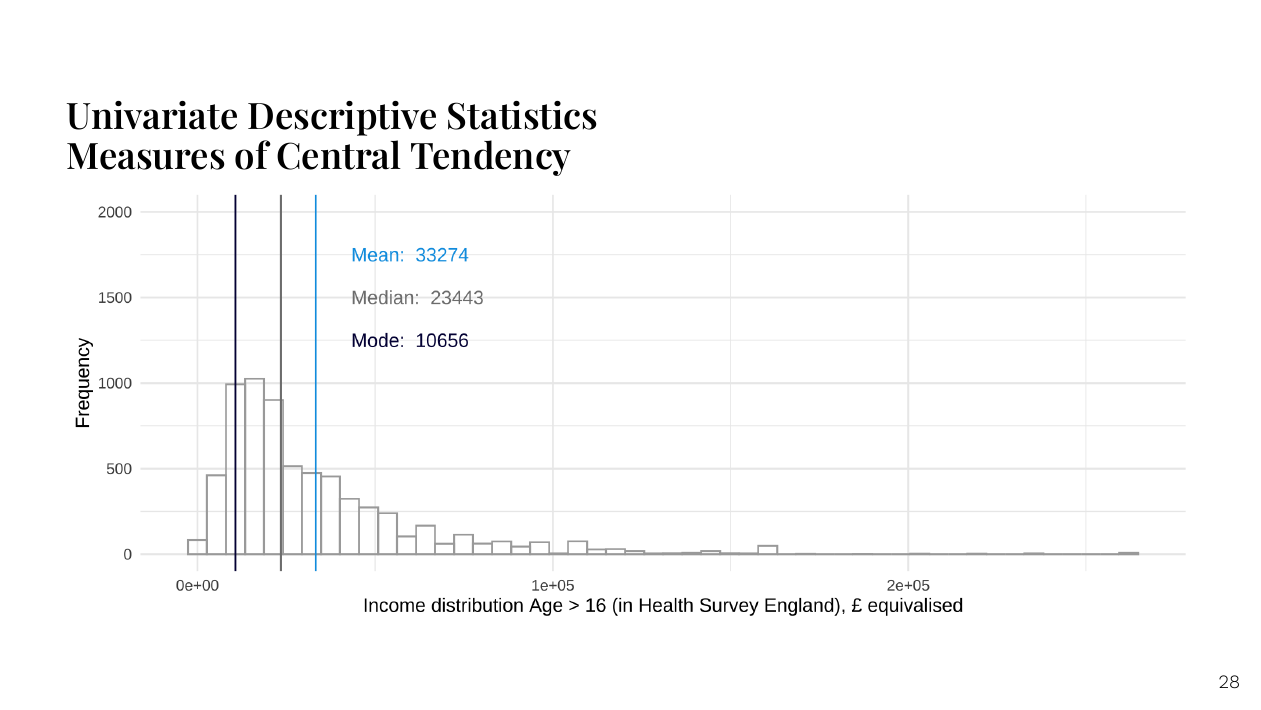 Univariate Descriptive Statistics
Measures of Central Tendency
2000
1500
1000
500
0
Frequency
Mean: 33274
Median: 23443
Mode: 10656
0e+00 1e+05 2e+05
Income distribution Age > 16 (in Health Survey England), £ equivalised
28